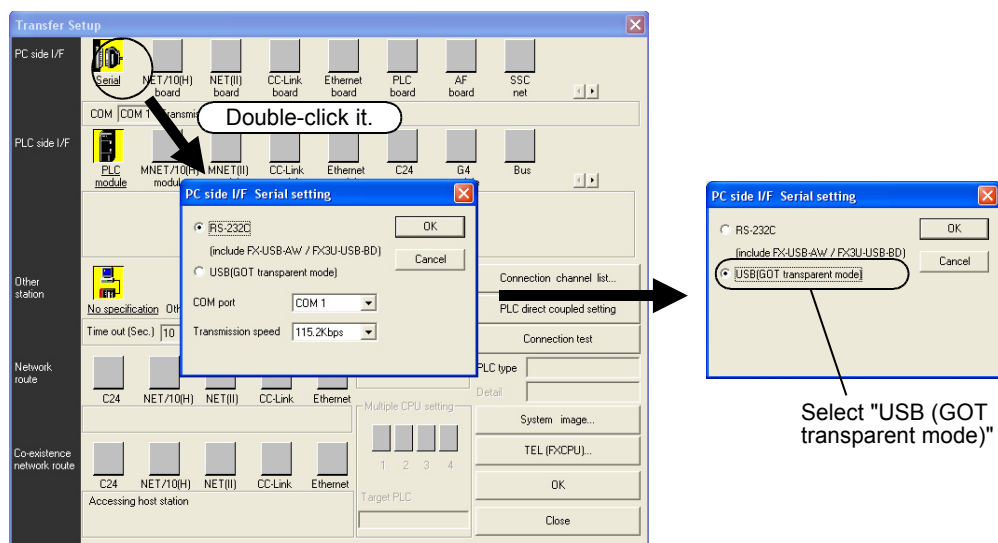 Transfer Setup
PC side I/F
Serial
NET/10(H) board
NET(II) board
CC-Link board
Ethernet board
PLC board
AF board
SSC net
COM COM 1
Double-click it.
PLC side I/F
PLC module
MNET/10(H)
MNET(II)
CC-Link
Ethernet
C24
G4
Bus
PC side I/F Serial setting
RS-232C
(include FX-USB-AW / FX3U-USB-BD)
USB(GOT transparent mode)
COM port COM 1
Transmission speed 115.2Kbps
OK
Cancel
Other station
No specification
Time out (Sec.) 10
Connection channel list...
PLC direct coupled setting
Connection test
PLC type
Detail
System image...
TEL (FXCPU)...
OK
Close
Network route
C24
NET/10(H)
NET(II)
CC-Link
Ethernet
Multiple CPU setting
1 2 3 4
Target PLC
Co-existence network route
C24
NET/10(H)
NET(II)
CC-Link
Ethernet
Accessing host station
PC side I/F Serial setting
RS-232C
(include FX-USB-AW / FX3U-USB-BD)
USB(GOT transparent mode)
OK
Cancel
Select "USB (GOT
transparent mode)"